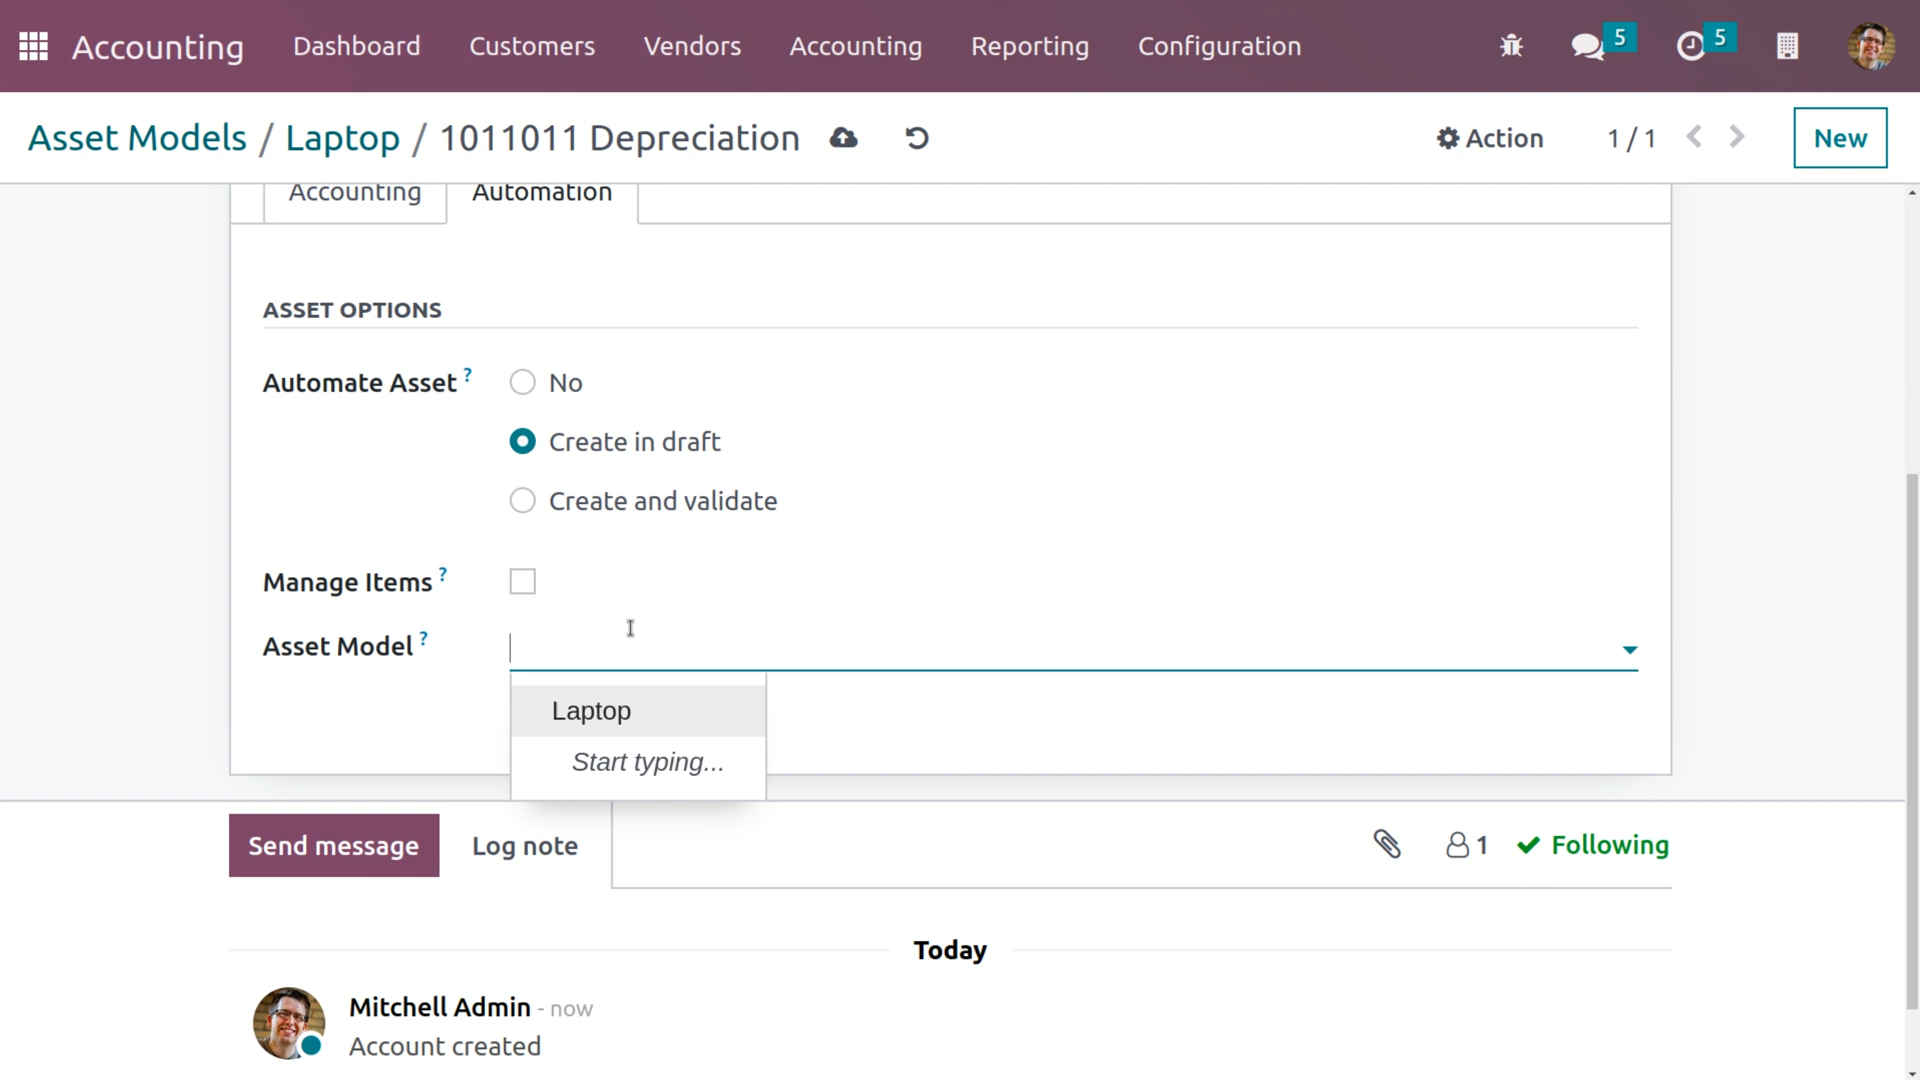 Accounting Dashboard Customers Vendors Accounting Reporting Configuration 5 5
Asset Models / Laptop / 1011011 Depreciation Action 1 / 1 New
Accounting Automation
ASSET OPTIONS
Automate Asset ? No
Create in draft
Create and validate
Manage Items ?
Asset Model ?
Laptop
Start typing...
Send message Log note 1 Following
Today
Mitchell Admin - now
Account created